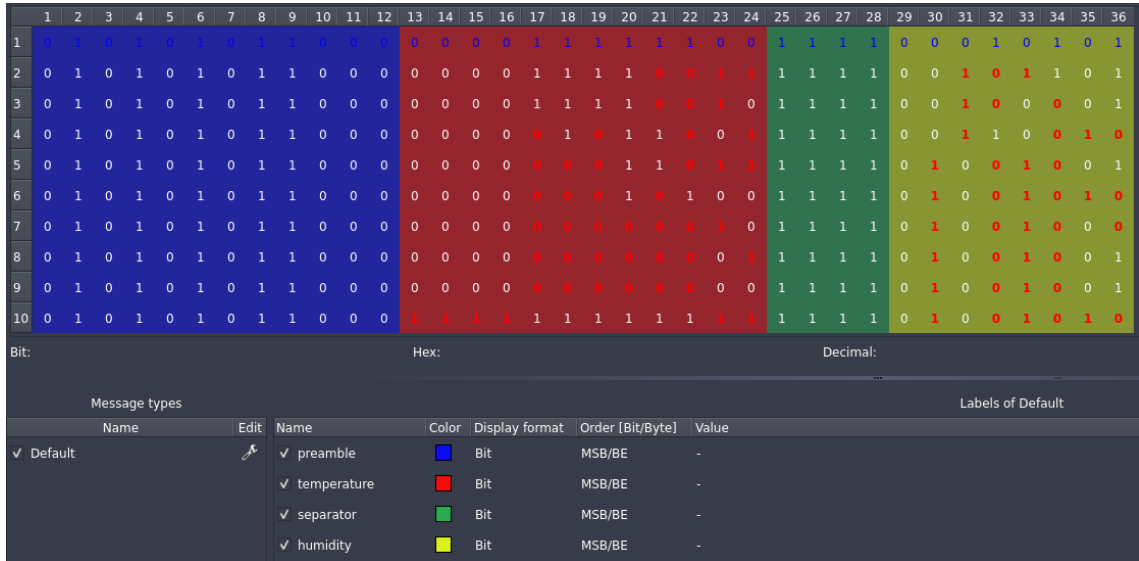 1 2 3 4 5 6 7 8 9 10 11 12 13 14 15 16 17 18 19 20 21 22 23 24 25 26 27 28 29 30 31 32 33 34 35 36
1 0 1 0 1 0 1 0 1 1 0 0 0 0 0 0 0 1 1 1 1 1 1 0 0 1 1 1 1 0 0 0 1 0 1 0 1
2 0 1 0 1 0 1 0 1 1 0 0 0 0 0 0 0 1 1 1 1 0 0 1 1 1 1 1 1 0 0 1 0 1 1 0 1
3 0 1 0 1 0 1 0 1 1 0 0 0 0 0 0 0 1 1 1 1 0 0 1 0 1 1 1 1 0 0 1 0 0 0 0 1
4 0 1 0 1 0 1 0 1 1 0 0 0 0 0 0 0 0 1 0 1 1 0 0 1 1 1 1 1 0 0 1 1 0 0 1 0
5 0 1 0 1 0 1 0 1 1 0 0 0 0 0 0 0 0 0 0 1 1 0 1 1 1 1 1 1 0 1 0 0 1 0 0 1
6 0 1 0 1 0 1 0 1 1 0 0 0 0 0 0 0 0 0 0 1 0 1 0 0 1 1 1 1 0 1 0 0 1 0 1 0
7 0 1 0 1 0 1 0 1 1 0 0 0 0 0 0 0 0 0 0 0 0 0 1 0 1 1 1 1 0 1 0 0 1 0 0 0
8 0 1 0 1 0 1 0 1 1 0 0 0 0 0 0 0 0 0 0 0 0 0 0 1 1 1 1 1 0 1 0 0 1 0 0 1
9 0 1 0 1 0 1 0 1 1 0 0 0 0 0 0 0 0 0 0 0 0 0 0 0 1 1 1 1 0 1 0 0 1 0 0 1
10 0 1 0 1 0 1 0 1 1 0 0 0 1 1 1 1 1 1 1 1 1 1 1 1 1 1 1 1 0 1 0 0 1 0 1 0
Bit: Hex: Decimal:
Message types Labels of Default
Name Edit Name Color Display format Order [Bit/Byte] Value
Default preamble Bit MSB/BE -
temperature Bit MSB/BE -
separator Bit MSB/BE -
humidity Bit MSB/BE -